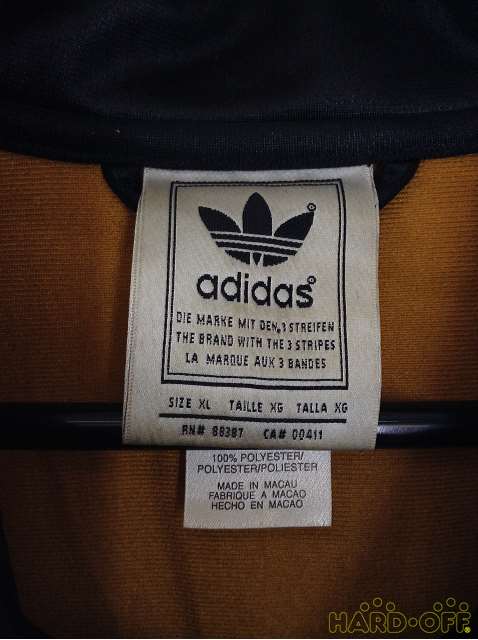 adidas®
DIE MARKE MIT DEN 3 STREIFEN
THE BRAND WITH THE 3 STRIPES
LA MARQUE AUX 3 BANDES
SIZE XL TAILLE XG TALLA XG
RN# 88387 CA# 00411
100% POLYESTER/
POLYESTER/POLIESTER
MADE IN MACAU
FABRIQUE A MACAO
HECHO EN MACAO
HARD•OFF